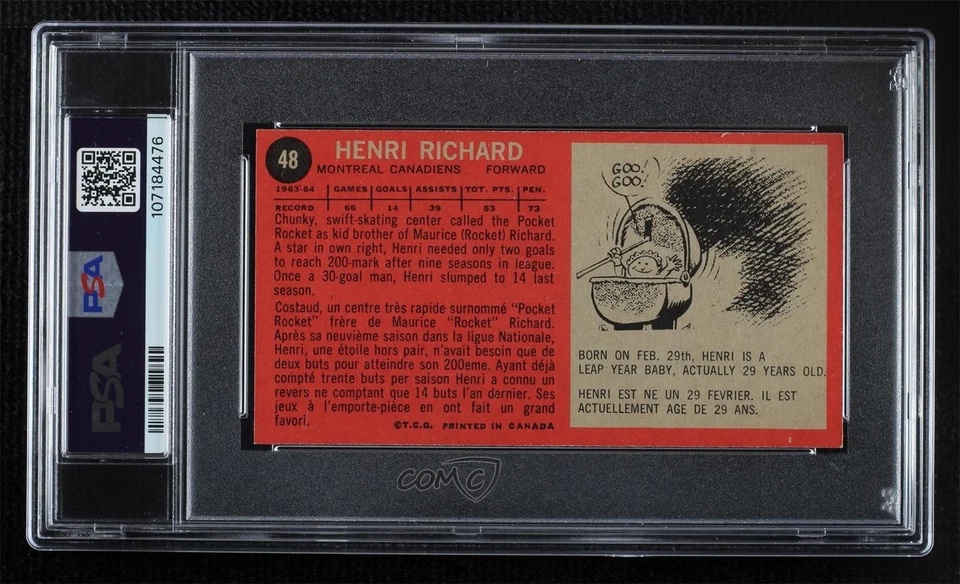 107184476
PSA
PSA
48
HENRI RICHARD
MONTREAL CANADIENS FORWARD
1963-64 GAMES GOALS ASSISTS TOT. PTS. PEN.
RECORD 66 14 39 53 73
Chunky, swift-skating center called the Pocket
Rocket as kid brother of Maurice (Rocket) Richard.
A star in own right, Henri needed only two goals
to reach 200-mark after nine seasons in league.
Once a 30-goal man, Henri slumped to 14 last
season.
Costaud, un centre très rapide surnommé "Pocket
Rocket" frère de Maurice "Rocket" Richard.
Après sa neuvième saison dans la ligue Nationale,
Henri, une étoile hors pair, n'avait besoin que de
deux buts pour atteindre son 200eme. Ayant déjà
compté trente buts per saison Henri a connu un
revers ne comptant que 14 buts l'an dernier. Ses
jeux à l'emporte-pièce en ont fait un grand
favori.
©T.C.G. PRINTED IN CANADA
GOO!
GOO!
BORN ON FEB. 29th, HENRI IS A
LEAP YEAR BABY, ACTUALLY 29 YEARS OLD.
HENRI EST NE UN 29 FEVRIER. IL EST
ACTUELLEMENT AGE DE 29 ANS.
COMC